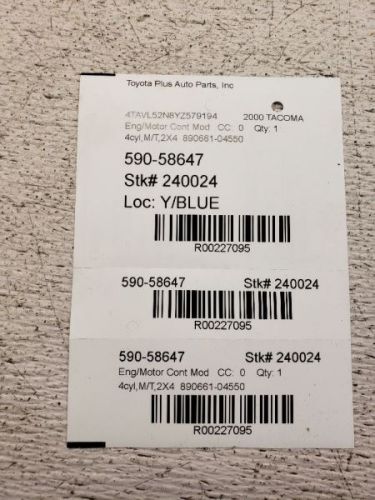 Toyota Plus Auto Parts, Inc
4TAVL52N8YZ579194 2000 TACOMA
Eng/Motor Cont Mod CC: 0 Qty: 1
4cyl,M/T,2X4 890661-04550
590-58647
Stk# 240024
Loc: Y/BLUE
R00227095
590-58647 Stk# 240024
R00227095
590-58647 Stk# 240024
Eng/Motor Cont Mod CC: 0 Qty: 1
4cyl,M/T,2X4 890661-04550
R00227095